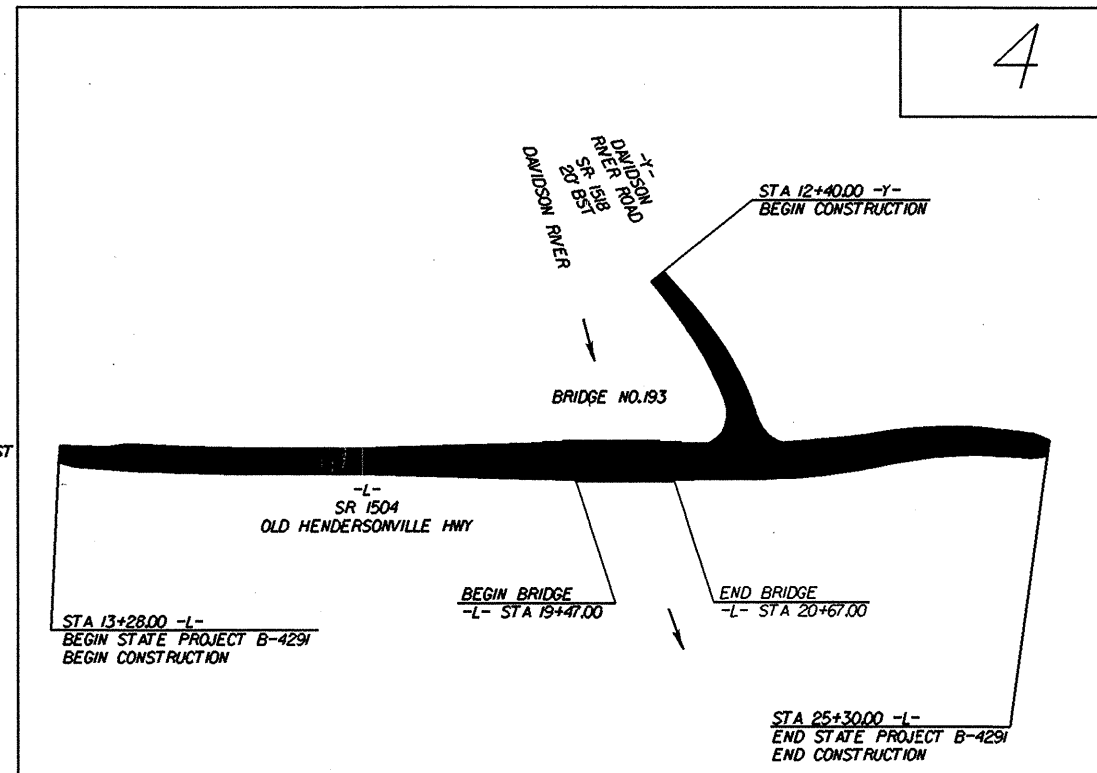 4
-Y-
DAVIDSON
RIVER ROAD
SR 1518
20' BST
DAVIDSON RIVER
STA 12+40.00 -Y-
BEGIN CONSTRUCTION
BRIDGE NO. 193
ST
-L-
SR 1504
OLD HENDERSONVILLE HWY
BEGIN BRIDGE
-L- STA 19+47.00
END BRIDGE
-L- STA 20+67.00
STA 13+28.00 -L-
BEGIN STATE PROJECT B-4291
BEGIN CONSTRUCTION
STA 25+30.00 -L-
END STATE PROJECT B-4291
END CONSTRUCTION